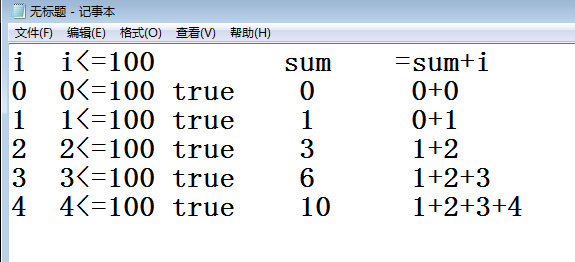 无标题 - 记事本
文件(F) 编辑(E) 格式(O) 查看(V) 帮助(H)
i i<=100 sum =sum+i
0 0<=100 true 0 0+0
1 1<=100 true 1 0+1
2 2<=100 true 3 1+2
3 3<=100 true 6 1+2+3
4 4<=100 true 10 1+2+3+4